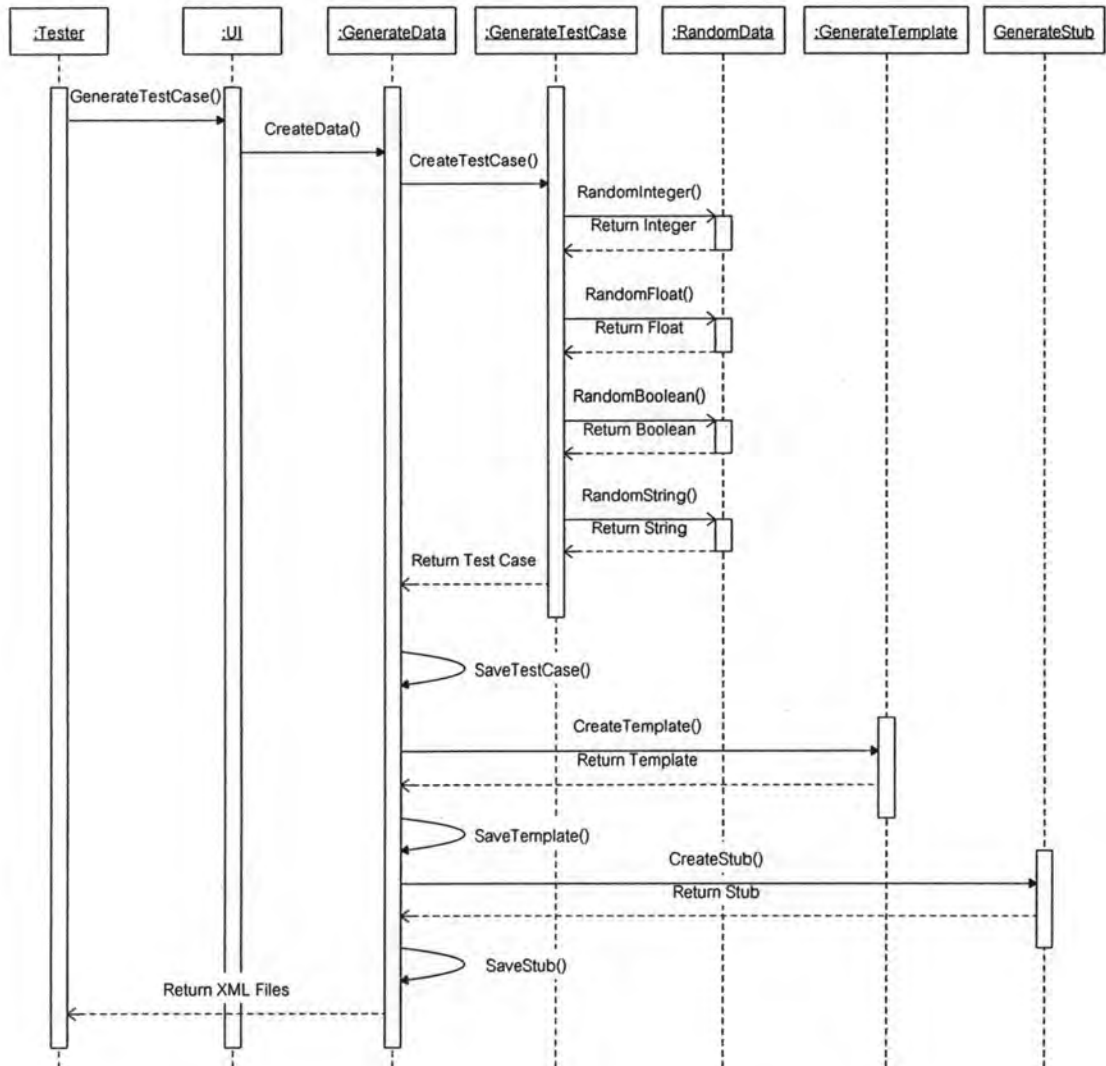 :Tester
:UI
:GenerateData
:GenerateTestCase
:RandomData
:GenerateTemplate
GenerateStub
GenerateTestCase()
CreateData()
CreateTestCase()
RandomInteger()
Return Integer
RandomFloat()
Return Float
RandomBoolean()
Return Boolean
RandomString()
Return String
Return Test Case
SaveTestCase()
CreateTemplate()
Return Template
SaveTemplate()
CreateStub()
Return Stub
SaveStub()
Return XML Files